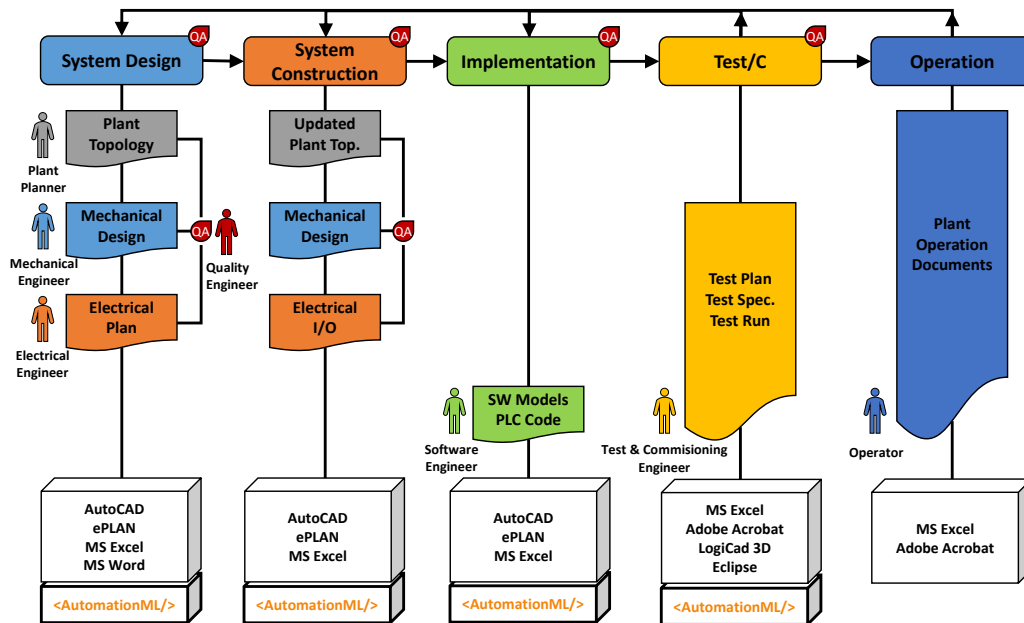 System Design
QA
System
Construction
QA
Implementation
QA
Test/C
QA
Operation
Plant
Topology
Plant
Planner
Mechanical
Design
Mechanical
Engineer
QA
Quality
Engineer
Electrical
Plan
Electrical
Engineer
Updated
Plant Top.
Mechanical
Design
QA
Electrical
I/O
SW Models
PLC Code
Software
Engineer
Test Plan
Test Spec.
Test Run
Test & Commisioning
Engineer
Plant
Operation
Documents
Operator
AutoCAD
ePLAN
MS Excel
MS Word
<AutomationML/>
AutoCAD
ePLAN
MS Excel
<AutomationML/>
AutoCAD
ePLAN
MS Excel
<AutomationML/>
MS Excel
Adobe Acrobat
LogiCad 3D
Eclipse
<AutomationML/>
MS Excel
Adobe Acrobat